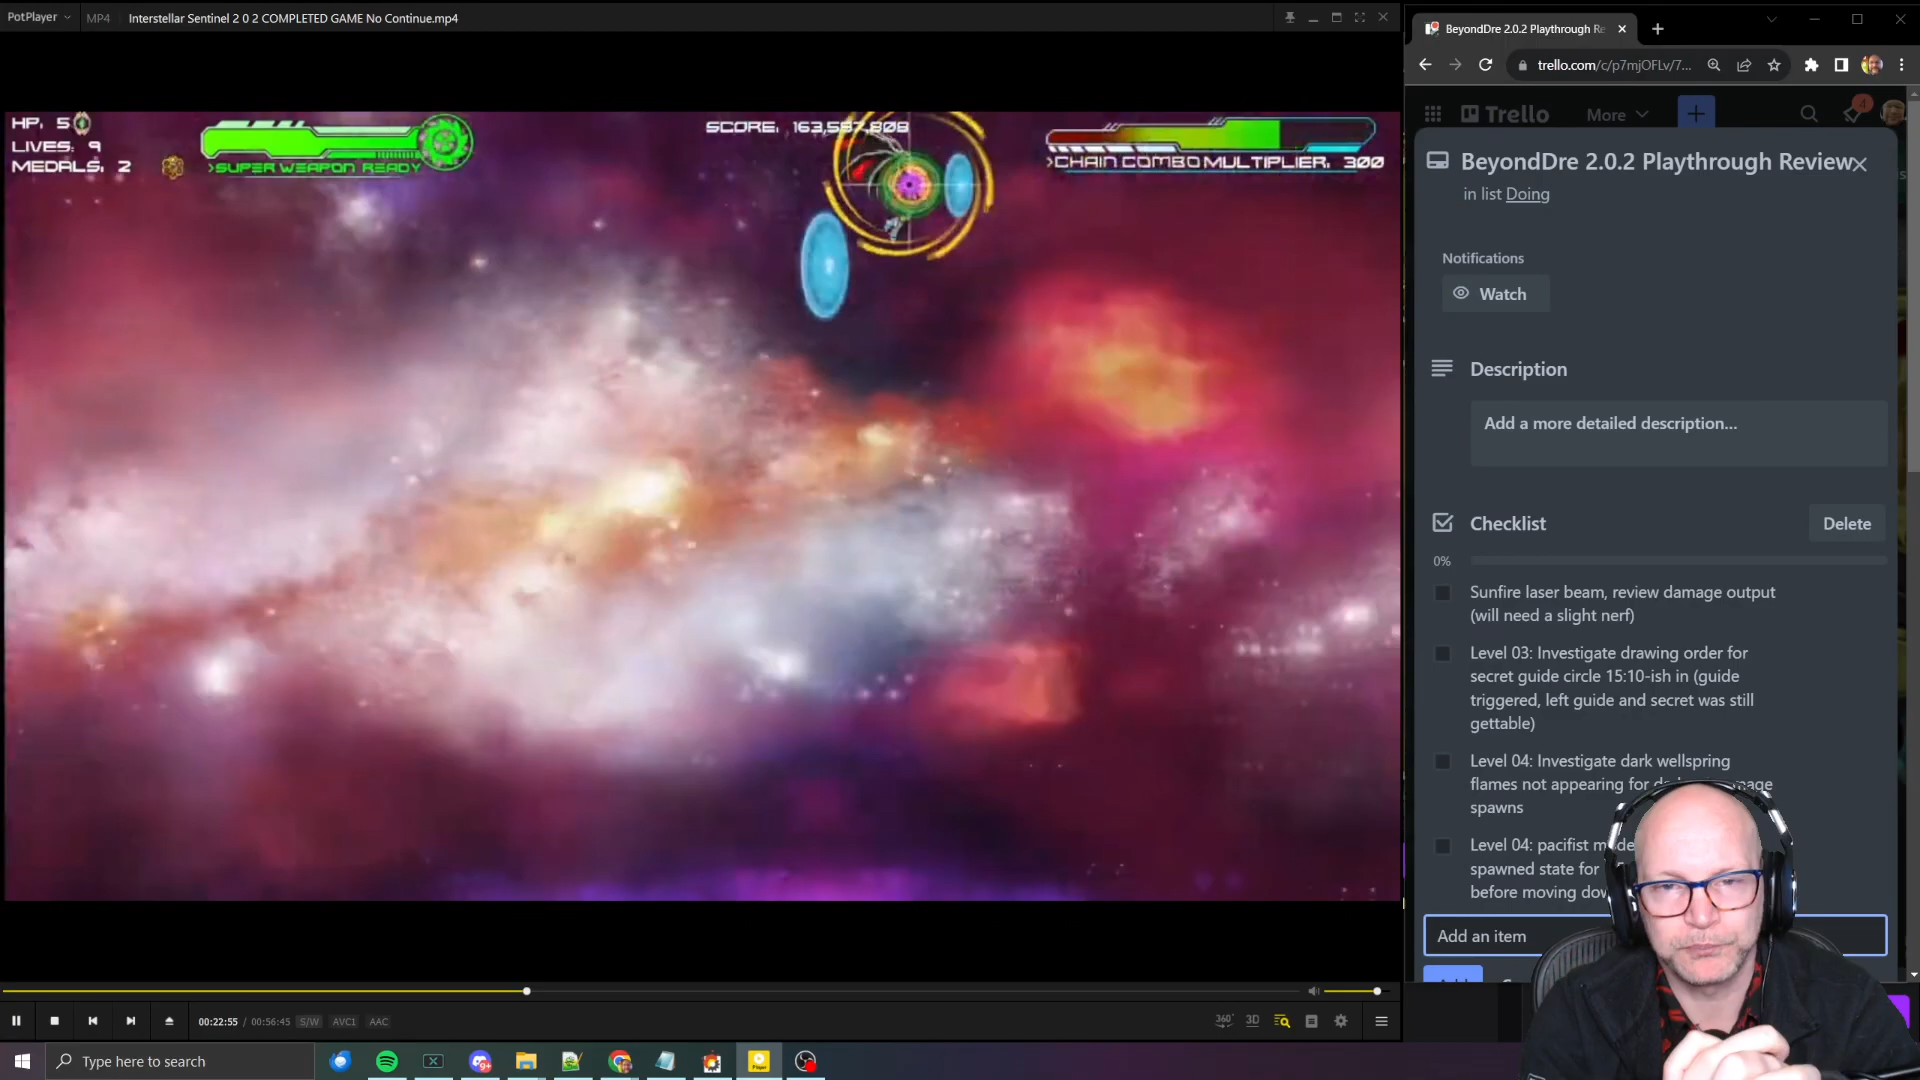 PotPlayer
MP4
Interstellar Sentinel 2 0 2 COMPLETED GAME No Continue.mp4
HP: 5
LIVES: 9
MEDALS: 2
>SUPER WEAPON READY
SCORE: 163,597,808
>CHAIN COMBO MULTIPLIER: 300
00:22:55 / 00:56:45 S/W AVC1 AAC
360° 3D
BeyondDre 2.0.2 Playthrough Re
trello.com/c/p7mjOFLv/7...
Trello
More
4
BeyondDre 2.0.2 Playthrough Review
in list Doing
Notifications
Watch
Description
Add a more detailed description...
Checklist
Delete
0%
Sunfire laser beam, review damage output
(will need a slight nerf)
Level 03: Investigate drawing order for
secret guide circle 15:10-ish in (guide
triggered, left guide and secret was still
gettable)
Level 04: Investigate dark wellspring
flames not appearing for
spawns
Level 04: pacifist
spawned state for
before moving
Add an item
Type here to search
9+
Player